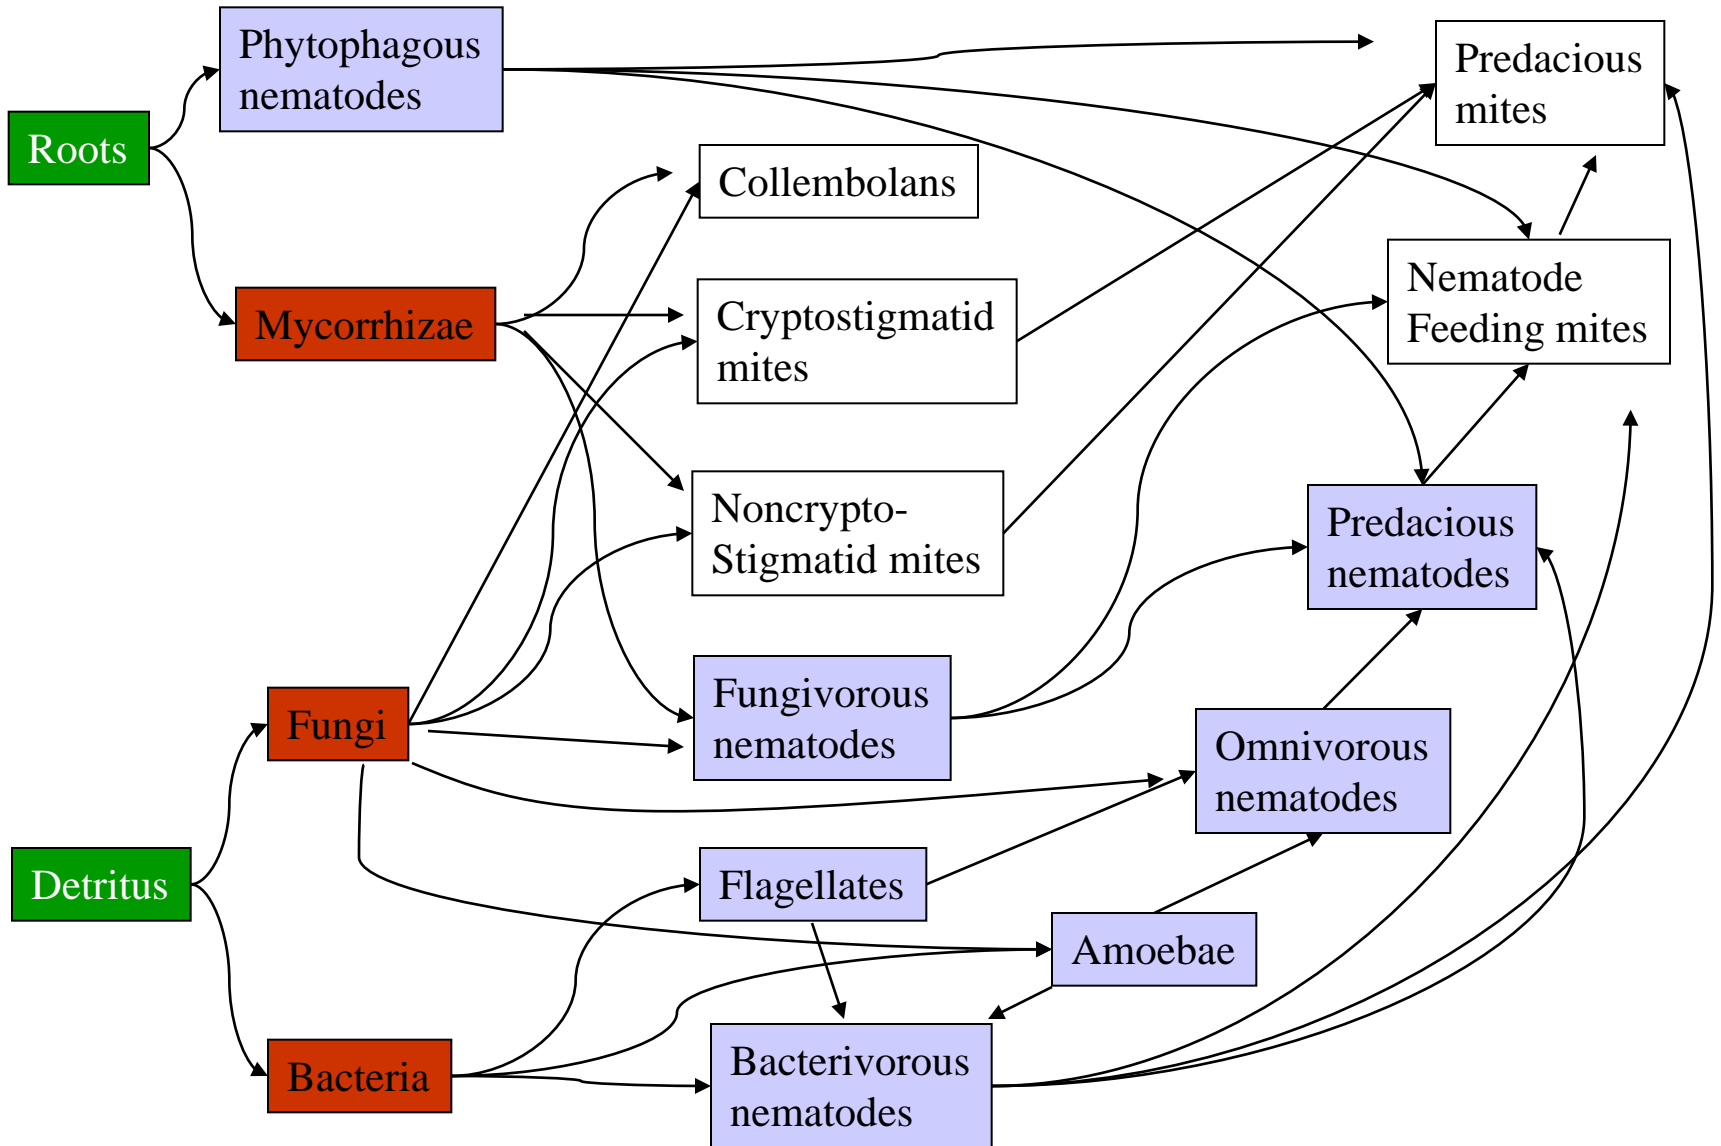 Phytophagous
nematodes
Predacious
mites
Roots
Collembolans
Mycorrhizae
Cryptostigmatid
mites
Nematode
Feeding mites
Noncrypto-
Stigmatid mites
Predacious
nematodes
Fungi
Fungivorous
nematodes
Omnivorous
nematodes
Detritus
Flagellates
Amoebae
Bacteria
Bacterivorous
nematodes